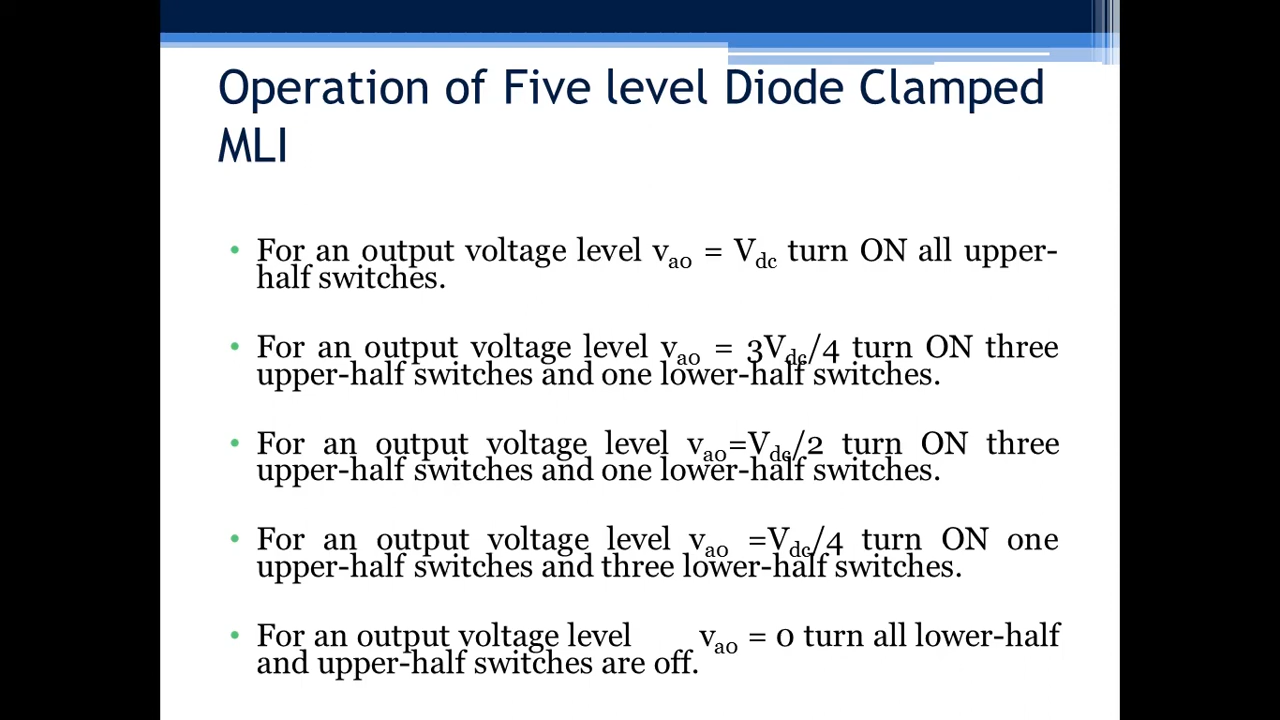 Operation of Five level Diode Clamped
MLI
• For an output voltage level vao = Vdc turn ON all upper-
half switches.
• For an output voltage level vao = 3Vdc/4 turn ON three
upper-half switches and one lower-half switches.
• For an output voltage level vao=Vdc/2 turn ON three
upper-half switches and one lower-half switches.
• For an output voltage level vao =Vdc/4 turn ON one
upper-half switches and three lower-half switches.
• For an output voltage level vao = 0 turn all lower-half
and upper-half switches are off.